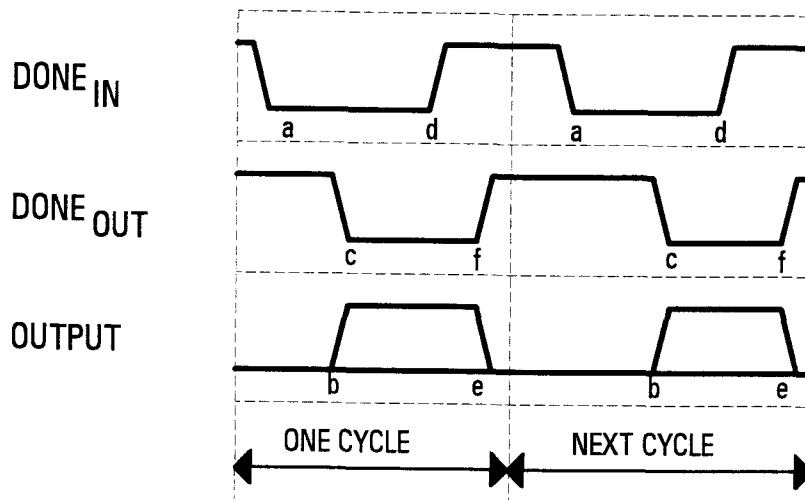 DONE IN
a d a d
DONE OUT
c f c f
OUTPUT
b e b e
ONE CYCLE NEXT CYCLE